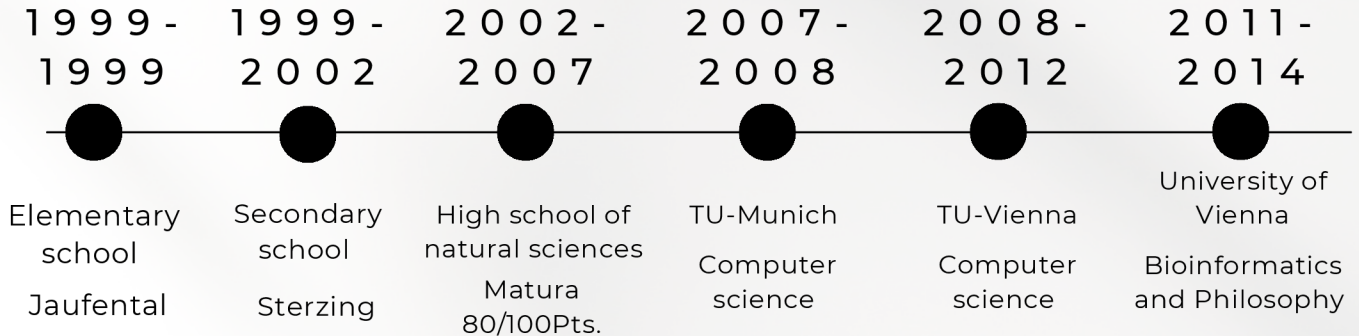 1999-
1999
Elementary
school
Jaufental
1999-
2002
Secondary
school
Sterzing
2002-
2007
High school of
natural sciences
Matura
80/100Pts.
2007-
2008
TU-Munich
Computer
science
2008-
2012
TU-Vienna
Computer
science
2011-
2014
University of
Vienna
Bioinformatics
and Philosophy